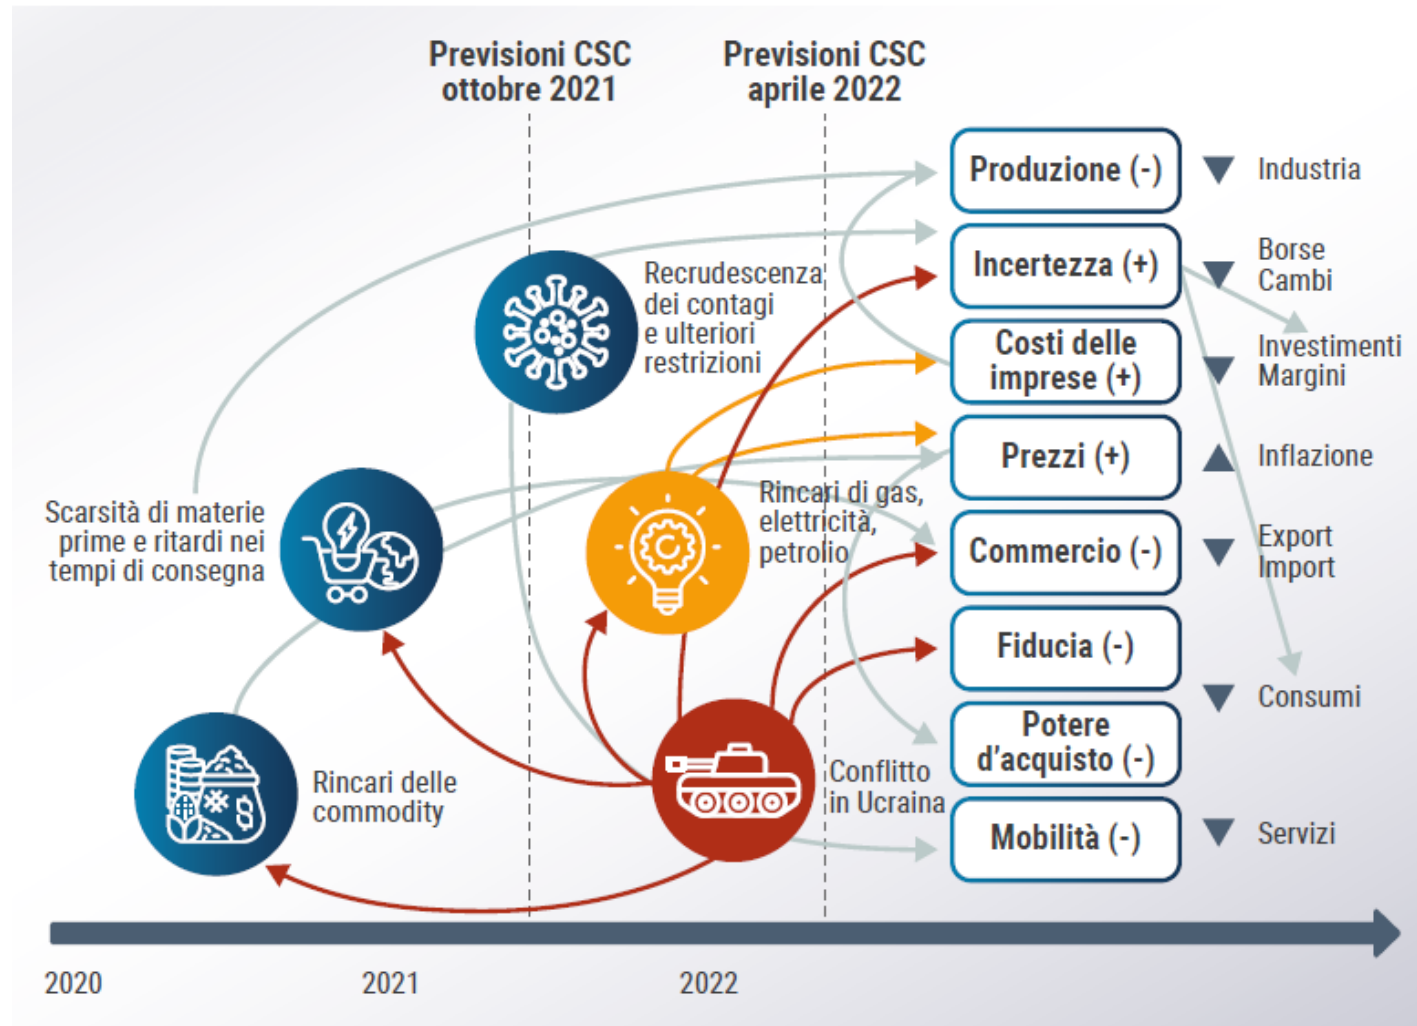 Previsioni CSC
ottobre 2021
Previsioni CSC
aprile 2022
Produzione (-)
Industria
Incertezza (+)
Borse
Cambi
Recrudescenza
dei contagi
e ulteriori
restrizioni
Costi delle
imprese (+)
Investimenti
Margini
Prezzi (+)
Inflazione
Scarsità di materie
prime e ritardi nei
tempi di consegna
Rincari di gas,
elettricità,
petrolio
Commercio (-)
Export
Import
Fiducia (-)
Consumi
Potere
d'acquisto (-)
Rincari delle
commodity
Conflitto
in Ucraina
Mobilità (-)
Servizi
2020
2021
2022